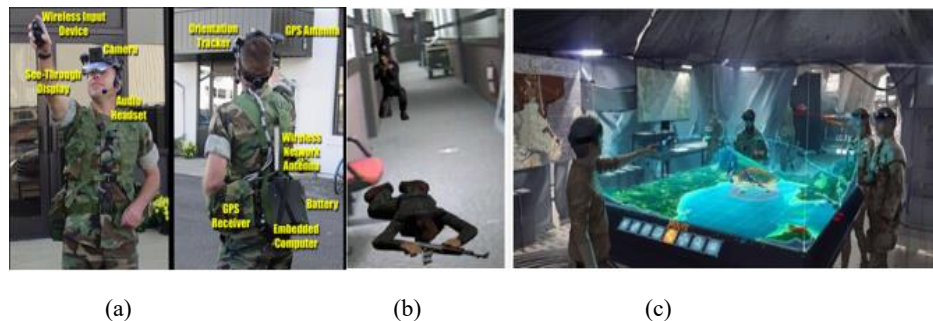 Wireless Input
Device
Camera
See-Through
Display
Audio
Headset
Orientation
Tracker
GPS Antenna
Wireless
Network
Antenna
Battery
GPS
Receiver
Embedded
Computer
(a)
(b)
(c)